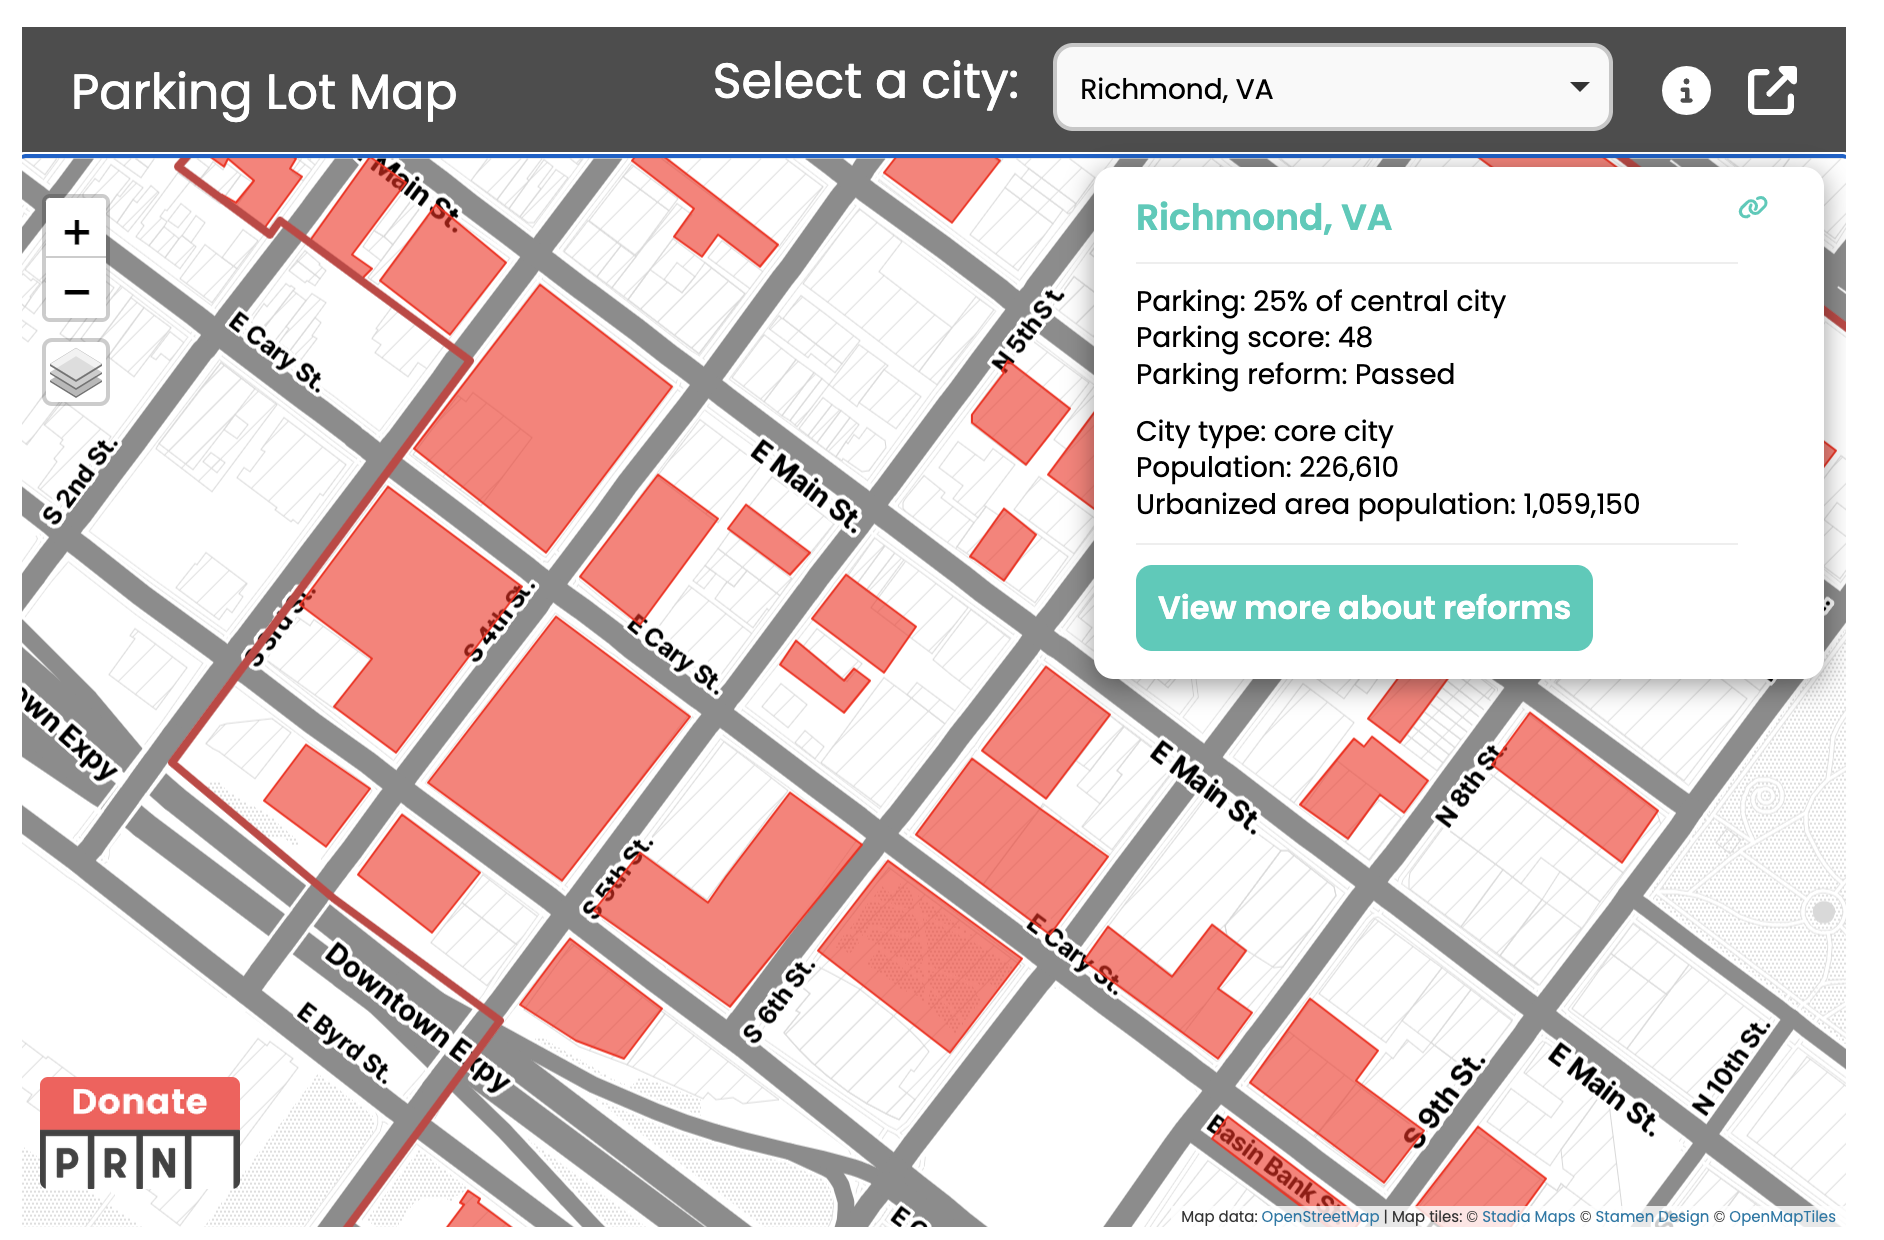 Parking Lot Map
Select a city:
Richmond, VA
Richmond, VA
Parking: 25% of central city
Parking score: 48
Parking reform: Passed
City type: core city
Population: 226,610
Urbanized area population: 1,059,150
View more about reforms
+
−
Main St.
E Cary St.
N 5th St.
S 2nd St.
E Main St.
S 3rd St.
S 4th St.
E Cary St.
own Expy
E Main St.
N 8th St.
S 5th St.
E Cary St.
S 6th St.
Downtown Expy
E Byrd St.
S 9th St.
E Main St.
N 10th St.
Basin Bank S
E C
Donate
PRN
Map data: OpenStreetMap | Map tiles: © Stadia Maps © Stamen Design © OpenMapTiles